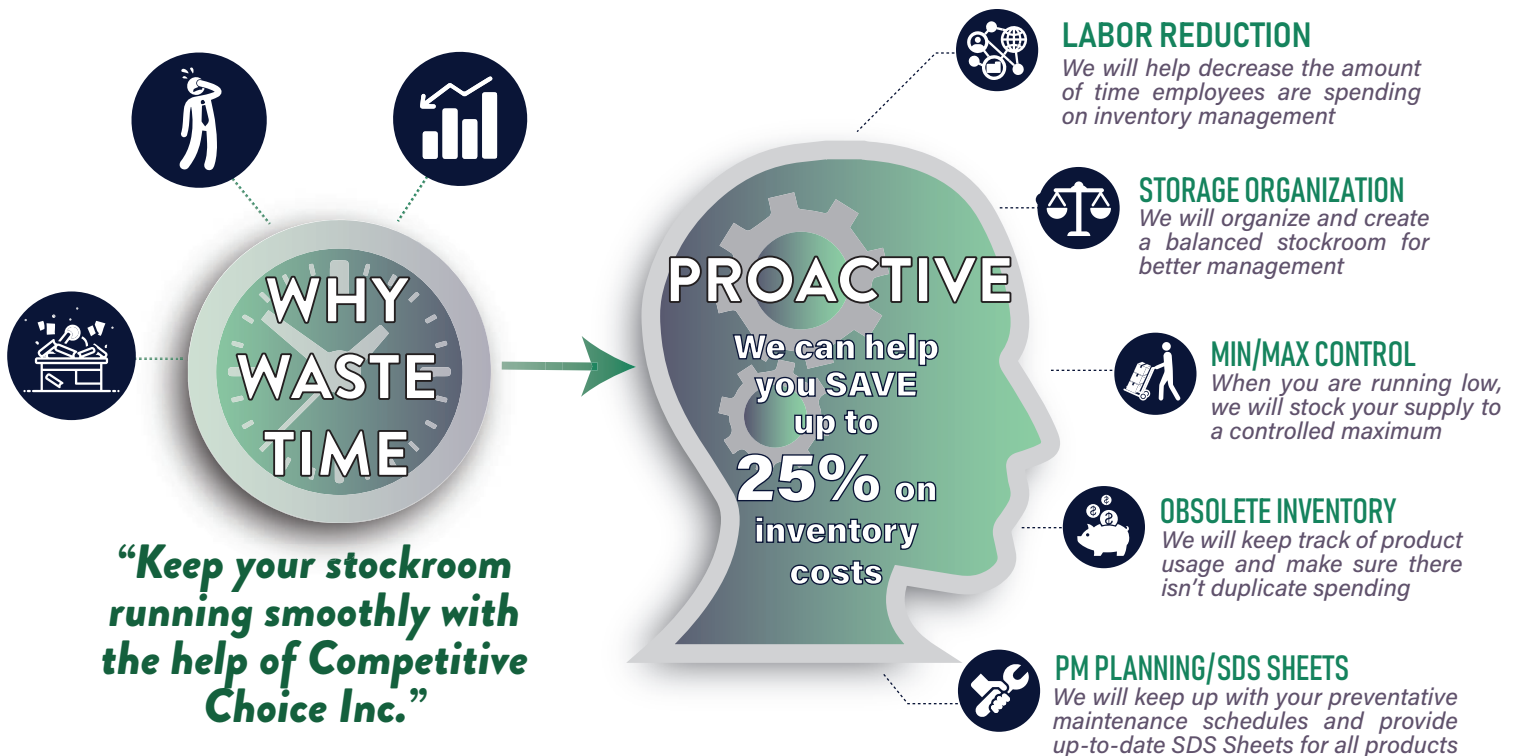 WHY
WASTE
TIME
“Keep your stockroom
running smoothly with
the help of Competitive
Choice Inc.”
PROACTIVE
We can help
you SAVE
up to
25% on
inventory
costs
LABOR REDUCTION
We will help decrease the amount
of time employees are spending
on inventory management
STORAGE ORGANIZATION
We will organize and create
a balanced stockroom for
better management
MIN/MAX CONTROL
When you are running low,
we will stock your supply to
a controlled maximum
OBSOLETE INVENTORY
We will keep track of product
usage and make sure there
isn’t duplicate spending
PM PLANNING/SDS SHEETS
We will keep up with your preventative
maintenance schedules and provide
up-to-date SDS Sheets for all products